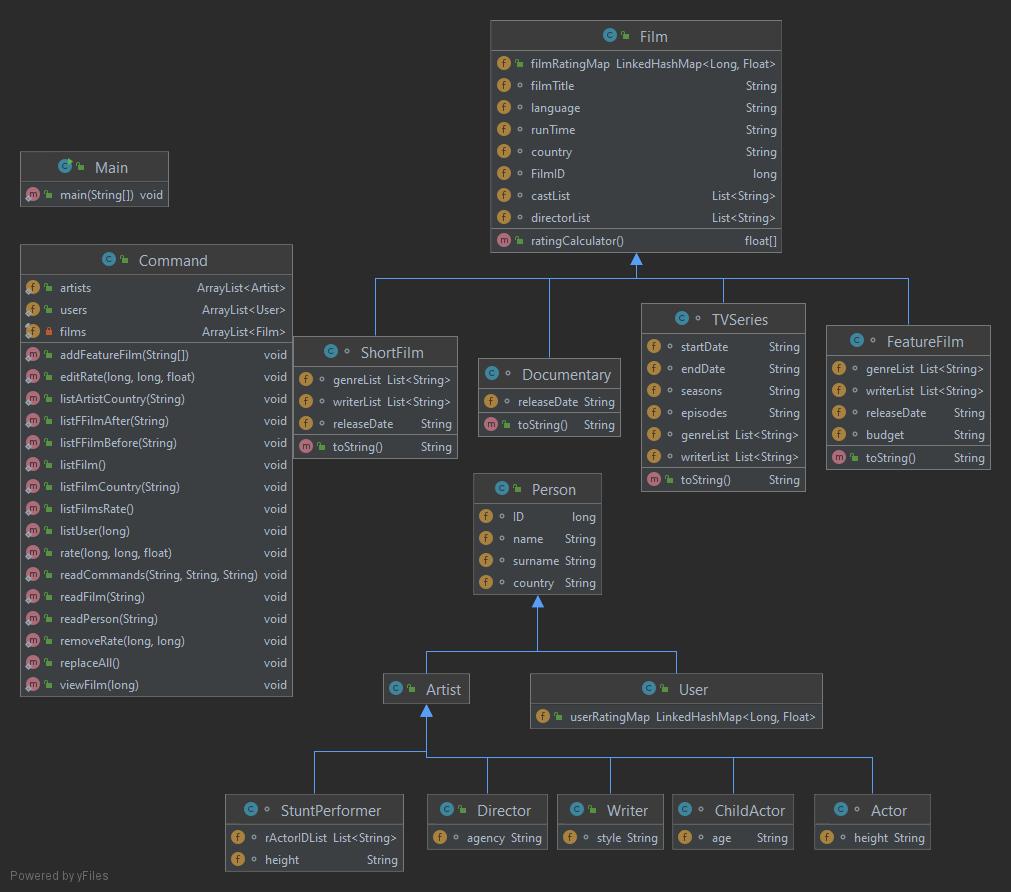 Film
filmRatingMap LinkedHashMap<Long, Float>
filmTitle String
language String
runTime String
country String
FilmID long
castList List<String>
directorList List<String>
ratingCalculator() float[]
Main
main(String[]) void
Command
artists ArrayList<Artist>
users ArrayList<User>
films ArrayList<Film>
addFeatureFilm(String[]) void
editRate(long, long, float) void
listArtistCountry(String) void
listFFilmAfter(String) void
listFFilmBefore(String) void
listFilm() void
listFilmCountry(String) void
listFilmsRate() void
listUser(long) void
rate(long, long, float) void
readCommands(String, String, String) void
readFilm(String) void
readPerson(String) void
removeRate(long, long) void
replaceAll() void
viewFilm(long) void
ShortFilm
genreList List<String>
writerList List<String>
releaseDate String
toString() String
Documentary
releaseDate String
toString() String
TVSeries
startDate String
endDate String
seasons String
episodes String
genreList List<String>
writerList List<String>
toString() String
FeatureFilm
genreList List<String>
writerList List<String>
releaseDate String
budget String
toString() String
Person
ID long
name String
surname String
country String
Artist
User
userRatingMap LinkedHashMap<Long, Float>
StuntPerformer
rActorIDList List<String>
height String
Director
agency String
Writer
style String
ChildActor
age String
Actor
height String
Powered by yFiles